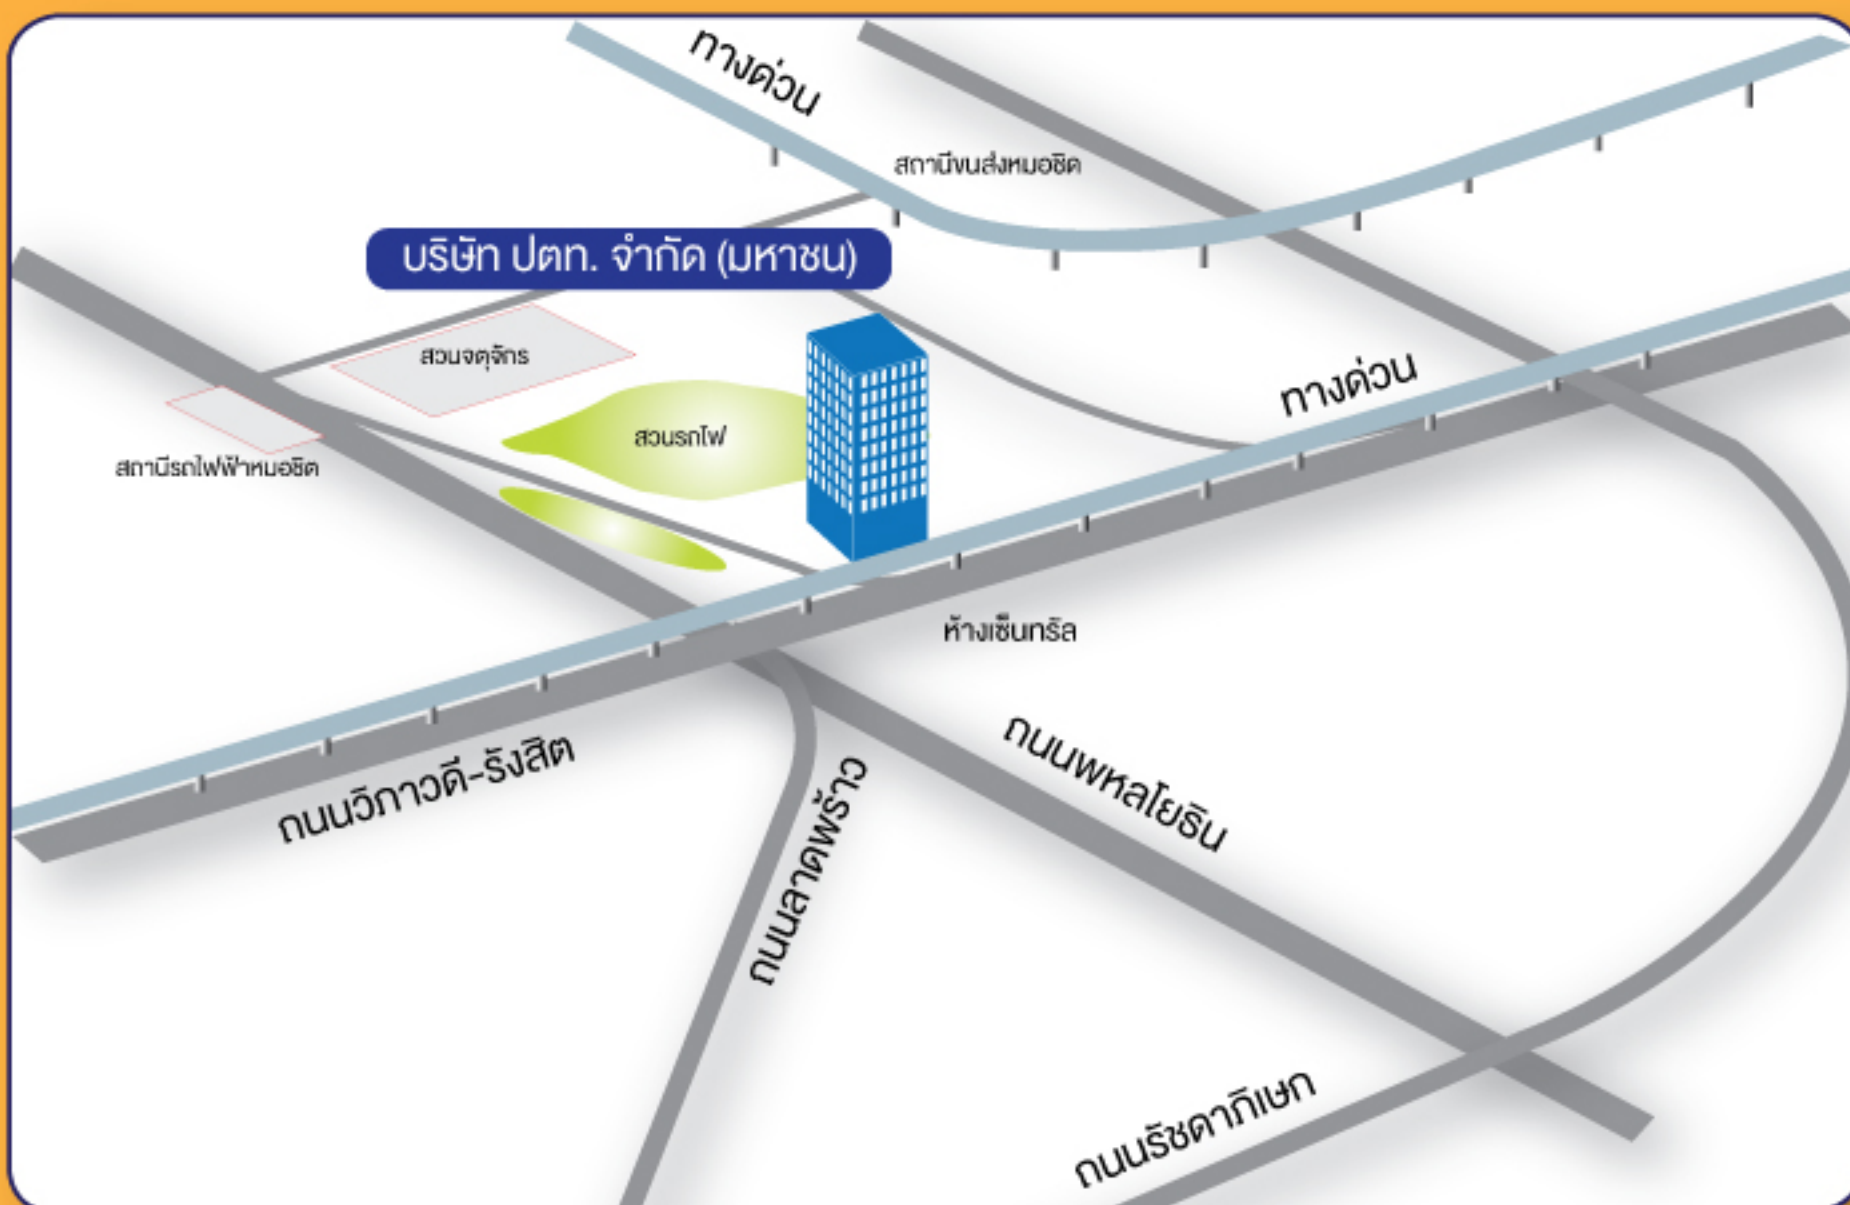 ทางด่วน
สถานีขนส่งหมอชิต
บริษัท ปตท. จำกัด (มหาชน)
สวนจตุจักร
ทางด่วน
สวนรถไฟ
สถานีรถไฟฟ้าหมอชิต
ห้างเซ็นทรัล
ถนนวิภาวดี-รังสิต
ถนนพหลโยธิน
ถนนลาดพร้าว
ถนนรัชดาภิเษก